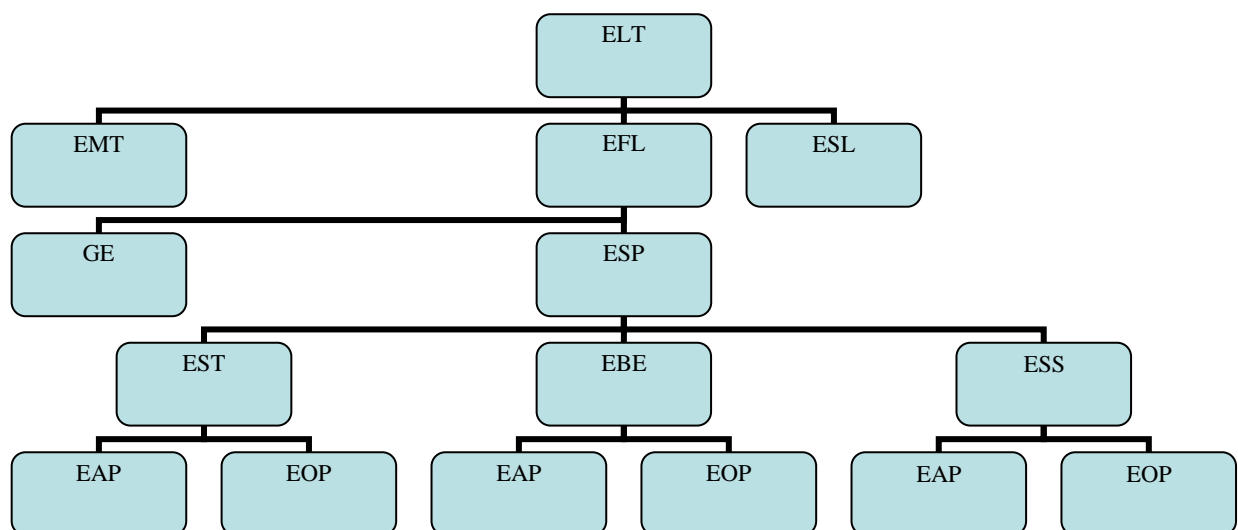 ELT
EMT EFL ESL
GE ESP
EST EBE ESS
EAP EOP EAP EOP EAP EOP